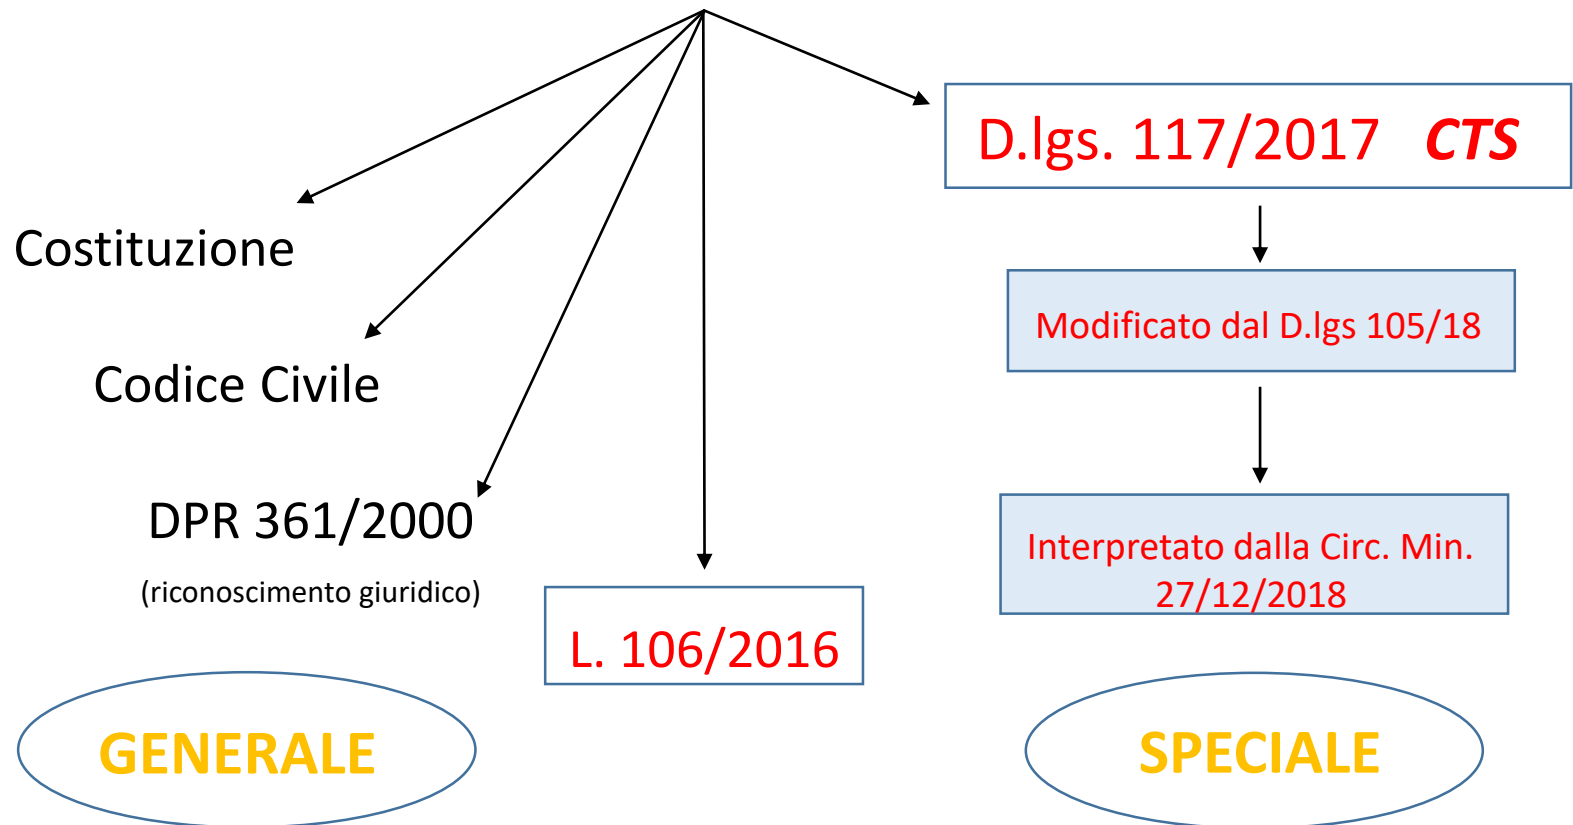 D.lgs. 117/2017 CTS
Costituzione
Modificato dal D.lgs 105/18
Codice Civile
DPR 361/2000
(riconoscimento giuridico)
Interpretato dalla Circ. Min.
27/12/2018
L. 106/2016
GENERALE
SPECIALE